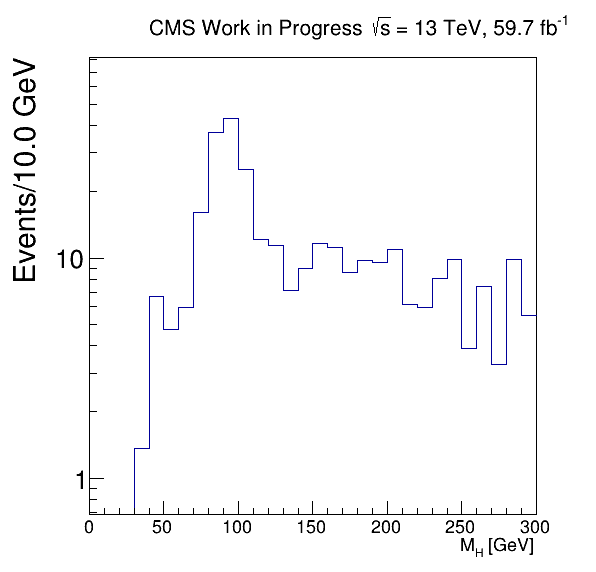 CMS Work in Progress √s = 13 TeV, 59.7 fb⁻¹
Events/10.0 GeV
10
1
0 50 100 150 200 250 300
M_H [GeV]